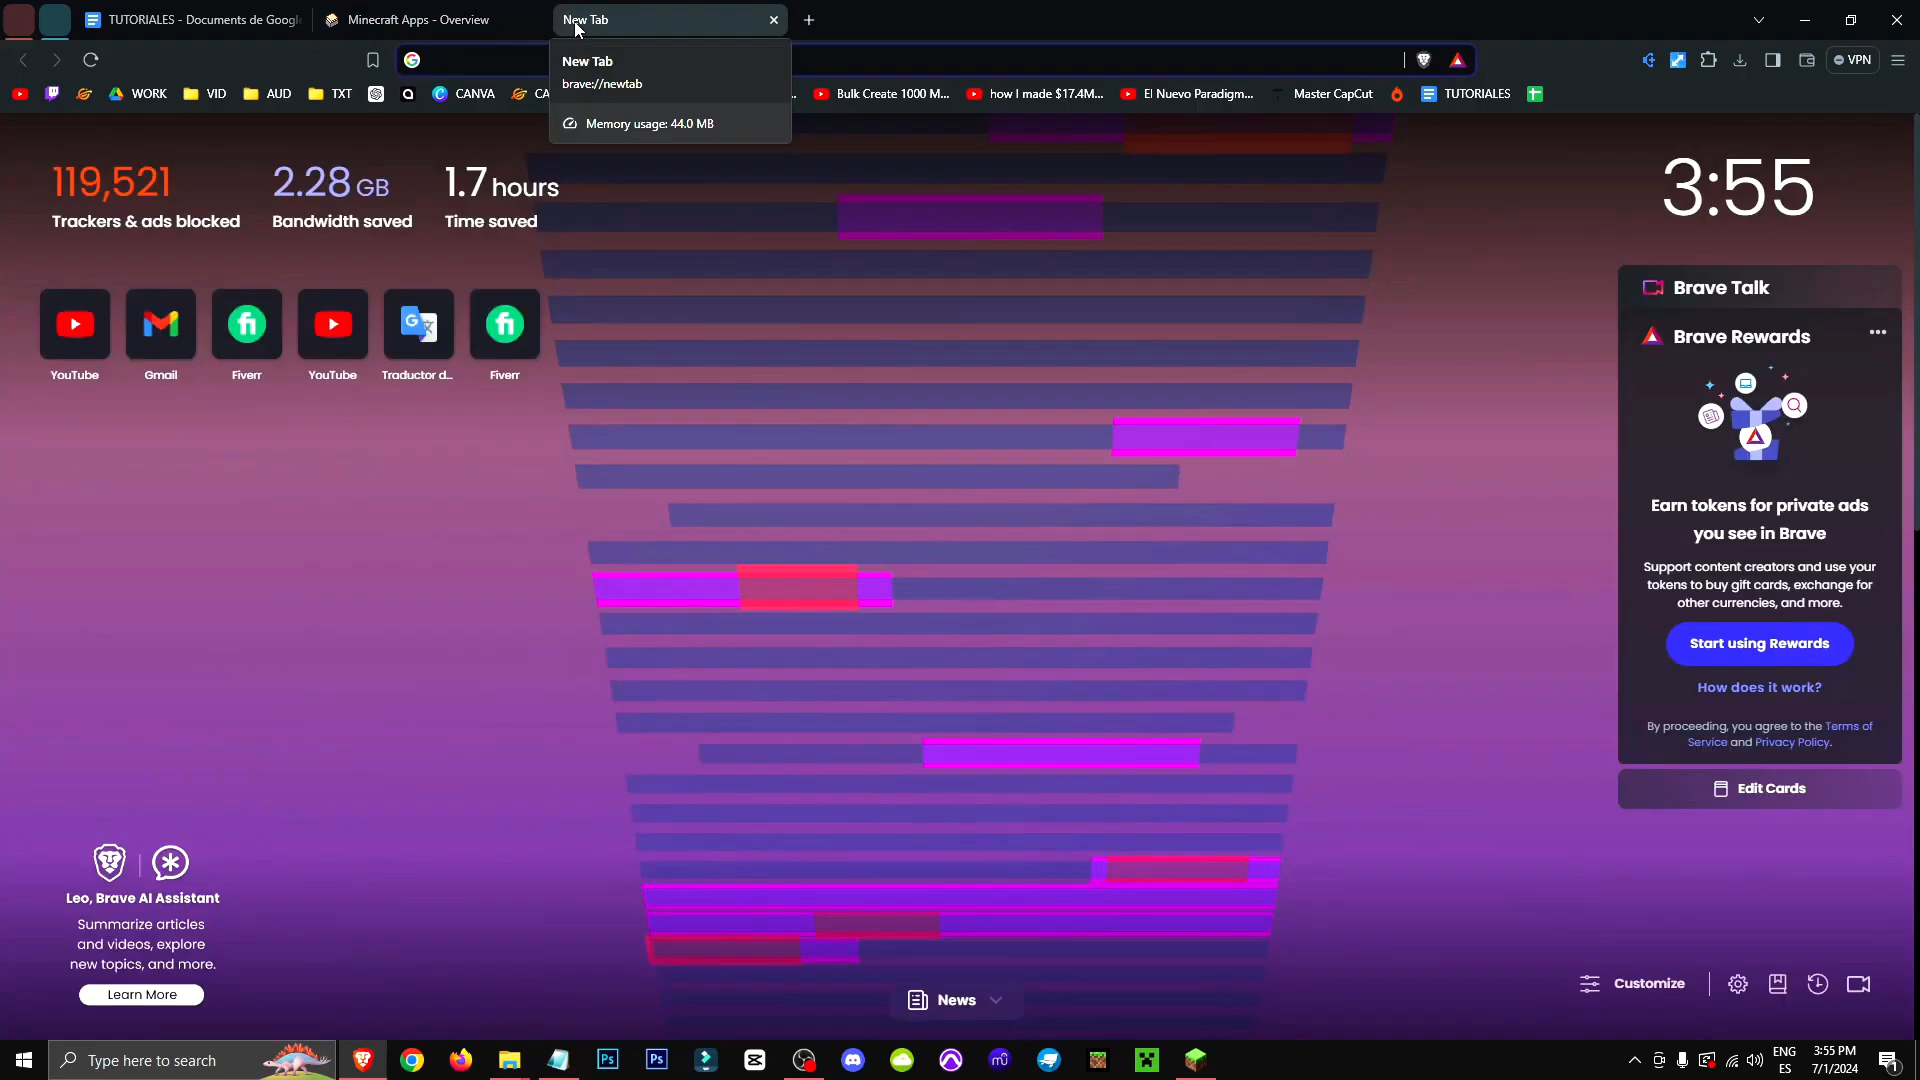 TUTORIALES - Documents de Googl
Minecraft Apps - Overview
New Tab
New Tab
brave://newtab
Memory usage: 44.0 MB
VPN
WORK
VID
AUD
TXT
CANVA
CA
Bulk Create 1000 M...
how I made $17.4M...
El Nuevo Paradigm...
Master CapCut
TUTORIALES
119,521
Trackers & ads blocked
2.28 GB
Bandwidth saved
1.7 hours
Time saved
3:55
YouTube
Gmail
Fiverr
YouTube
Traductor d...
Fiverr
Brave Talk
Brave Rewards
Earn tokens for private ads
you see in Brave
Support content creators and use your
tokens to buy gift cards, exchange for
other currencies, and more.
Start using Rewards
How does it work?
By proceeding, you agree to the Terms of
Service and Privacy Policy.
Edit Cards
Leo, Brave AI Assistant
Summarize articles
and videos, explore
new topics, and more.
Learn More
News
Customize
Type here to search
Ps
Ps
ENG
ES
3:55 PM
7/1/2024
1